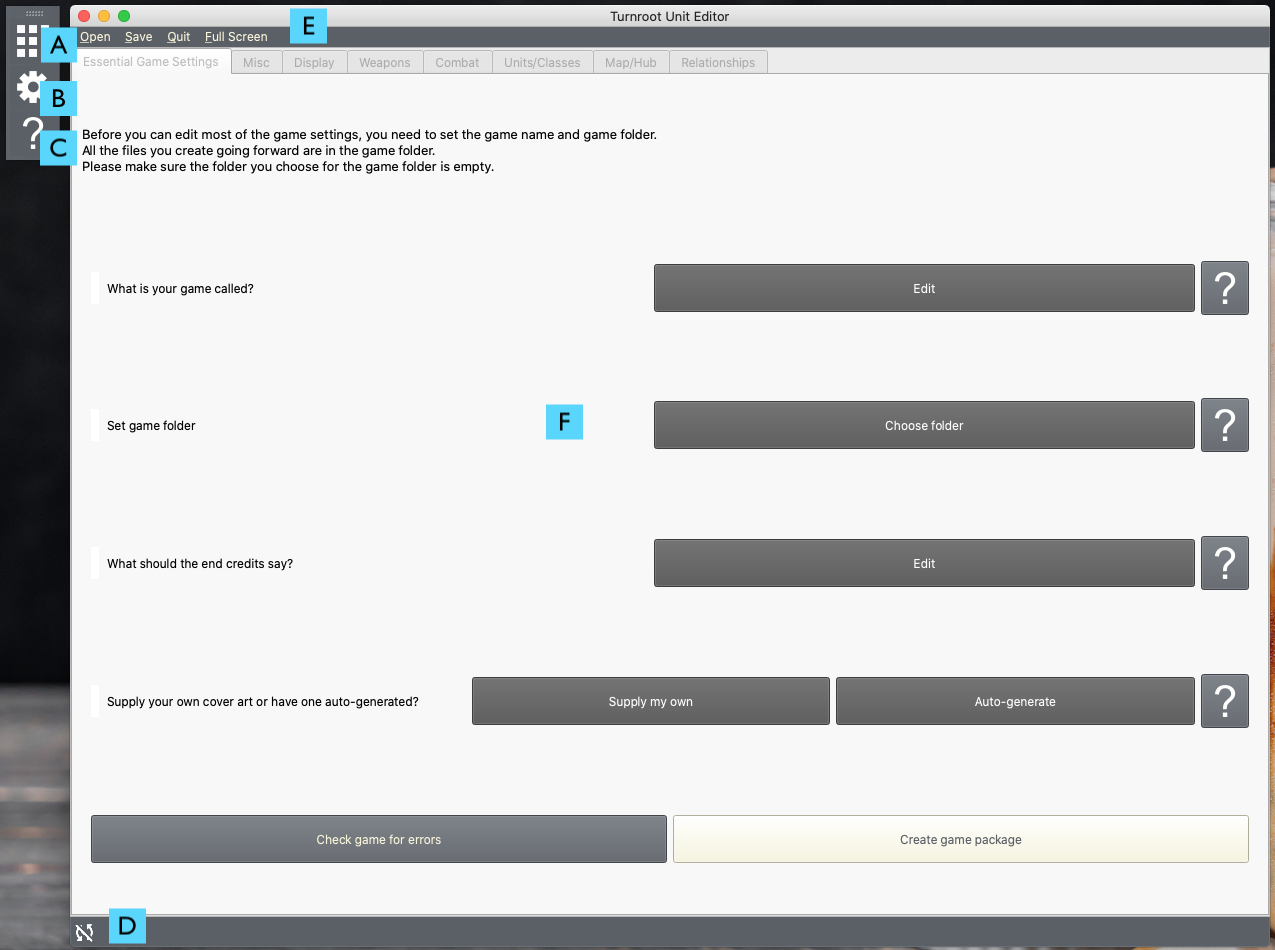 Turnroot Unit Editor
E
Open Save Quit Full Screen
A
Essential Game Settings Misc Display Weapons Combat Units/Classes Map/Hub Relationships
B
?
C
Before you can edit most of the game settings, you need to set the game name and game folder.
All the files you create going forward are in the game folder.
Please make sure the folder you choose for the game folder is empty.
What is your game called? Edit ?
Set game folder F Choose folder ?
What should the end credits say? Edit ?
Supply your own cover art or have one auto-generated? Supply my own Auto-generate ?
Check game for errors Create game package
D